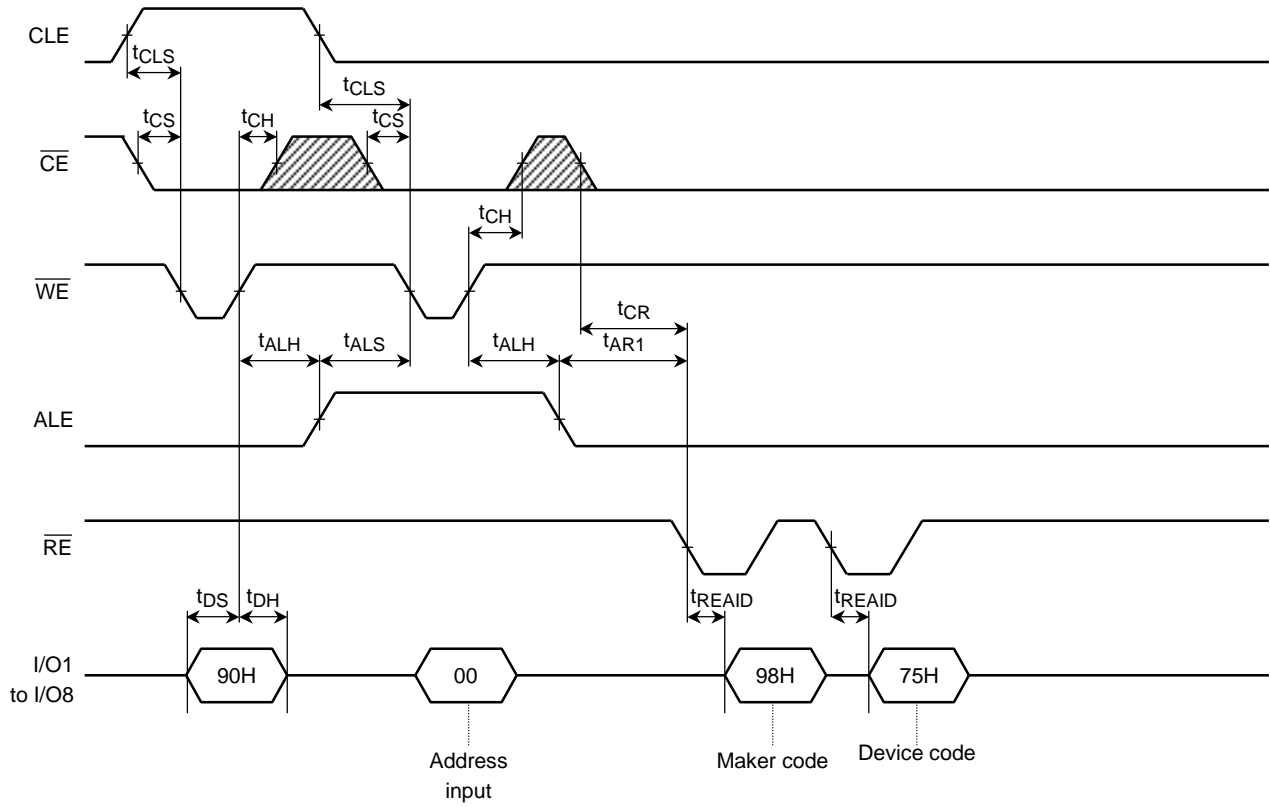 CLE
tCLS
tCLS
tCS
tCH
tCS
CE
tCH
WE
tCR
tALH
tALS
tALH
tAR1
ALE
RE
tDS
tDH
tREAID
tREAID
I/O1
to I/O8
90H
00
98H
75H
Address
input
Maker code
Device code